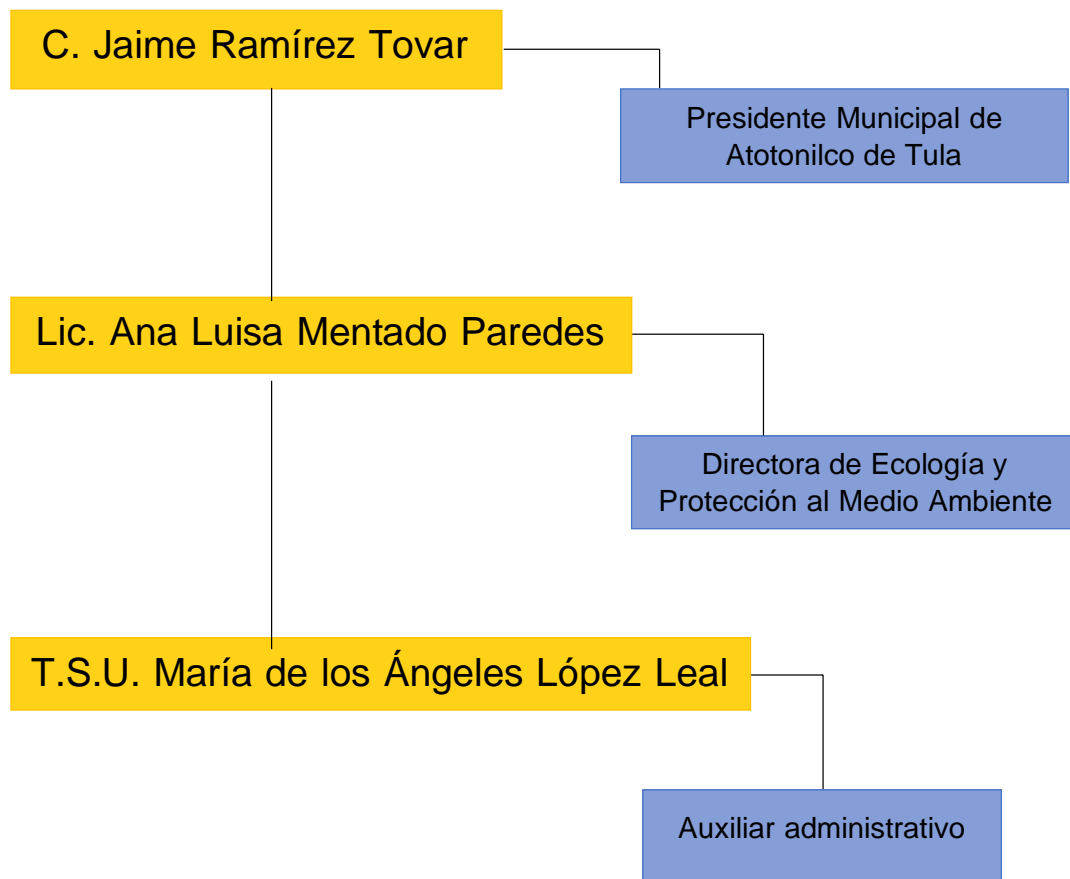 C. Jaime Ramírez Tovar
Presidente Municipal de
Atotonilco de Tula
Lic. Ana Luisa Mentado Paredes
Directora de Ecología y
Protección al Medio Ambiente
T.S.U. María de los Ángeles López Leal
Auxiliar administrativo